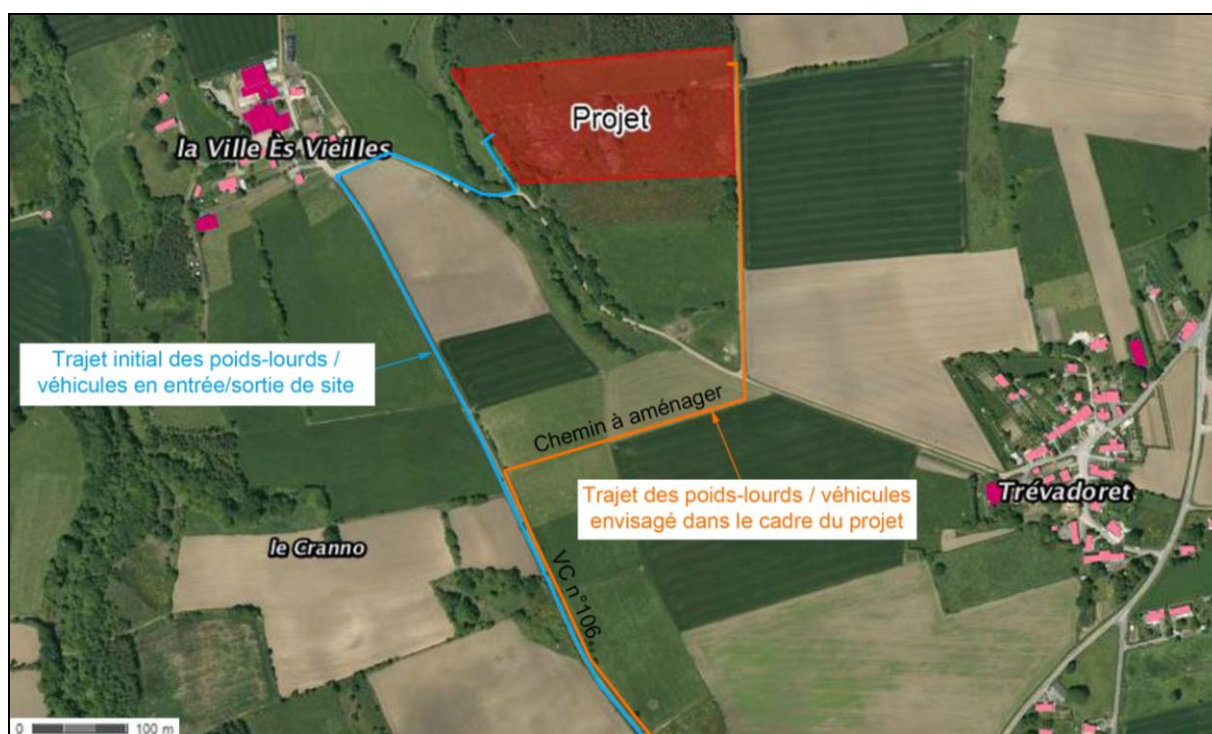 Projet
la Ville Ès Vieilles
Trajet initial des poids-lourds /
véhicules en entrée/sortie de site
Chemin à aménager
Trajet des poids-lourds / véhicules
envisagé dans le cadre du projet
Trévadoret
le Cranno
VC n°106
0 100 m